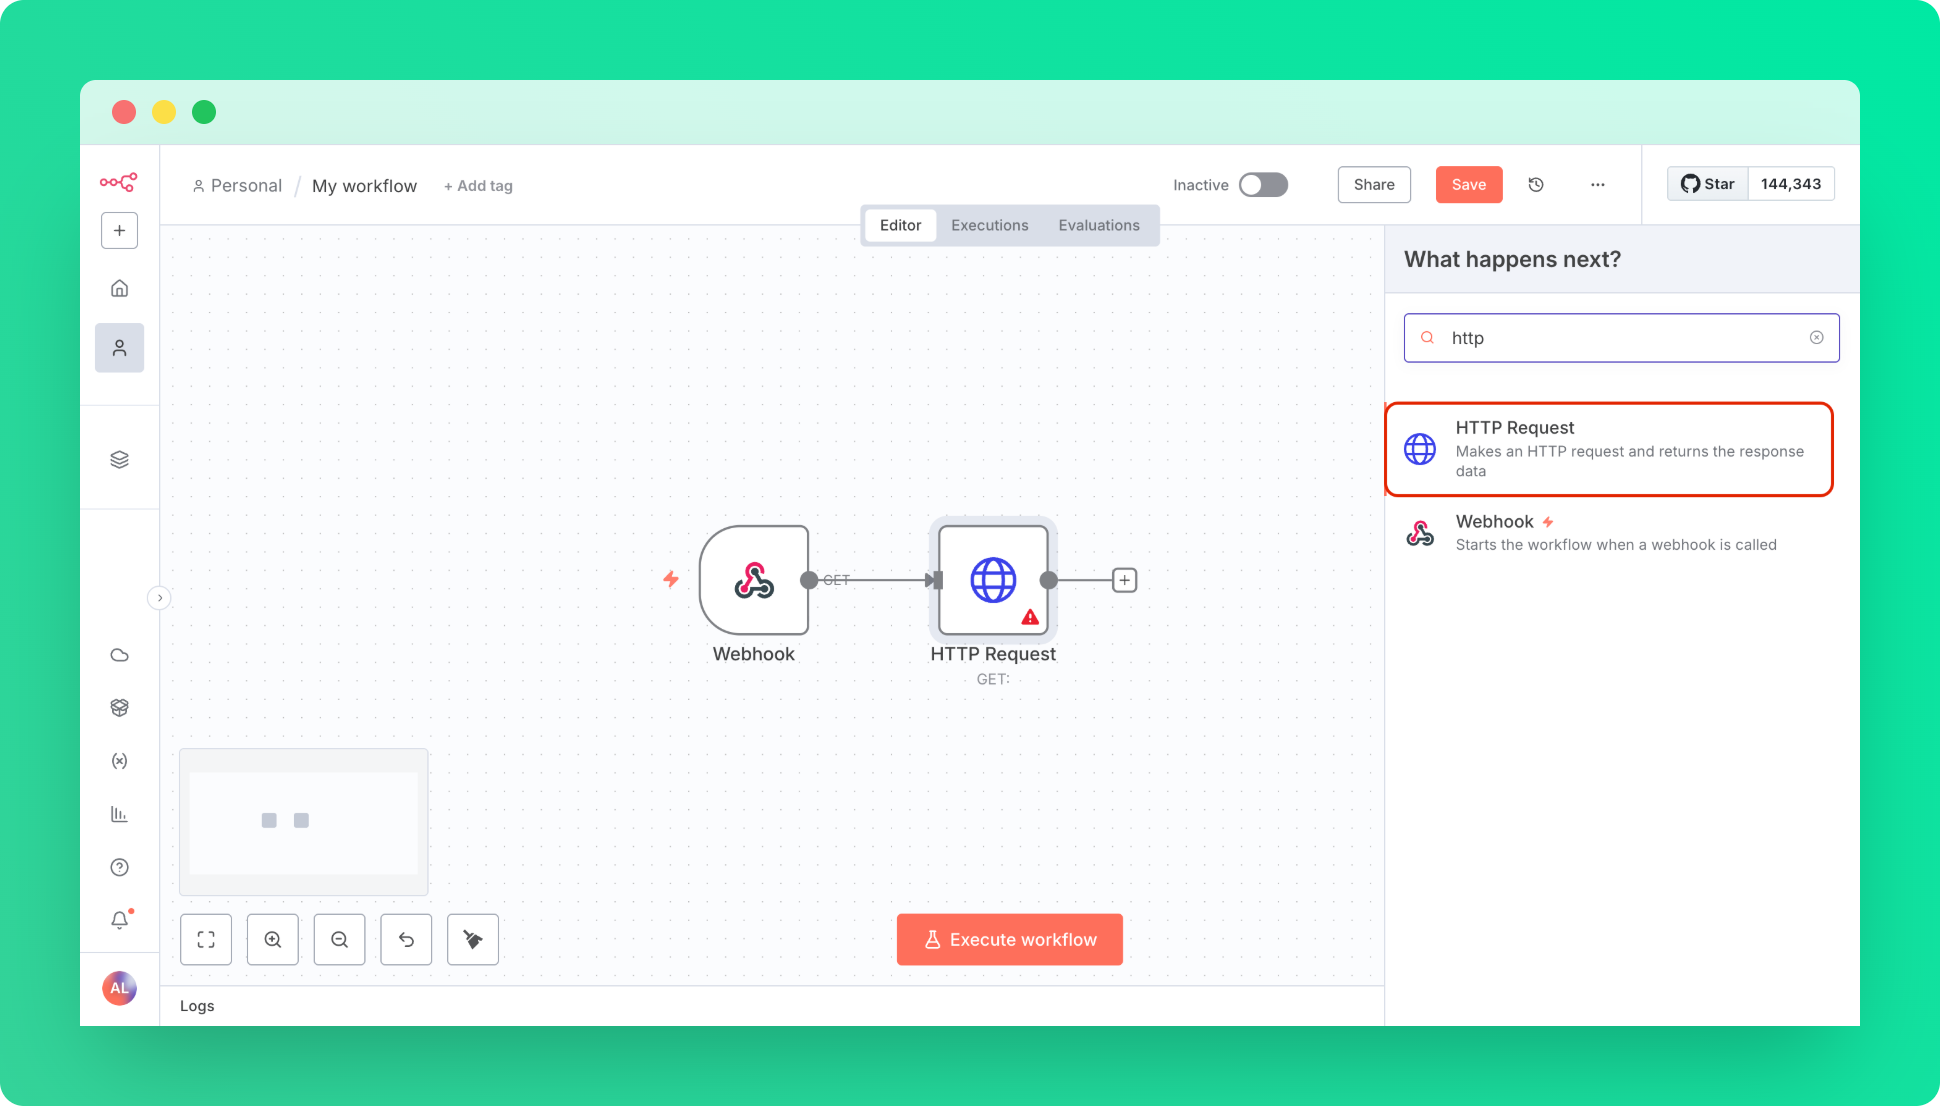 Personal / My workflow + Add tag
Inactive
Share
Save
Star 144,343
Editor Executions Evaluations
What happens next?
http
HTTP Request
Makes an HTTP request and returns the response
data
Webhook
Starts the workflow when a webhook is called
GET
Webhook
HTTP Request
GET:
Execute workflow
AL
Logs